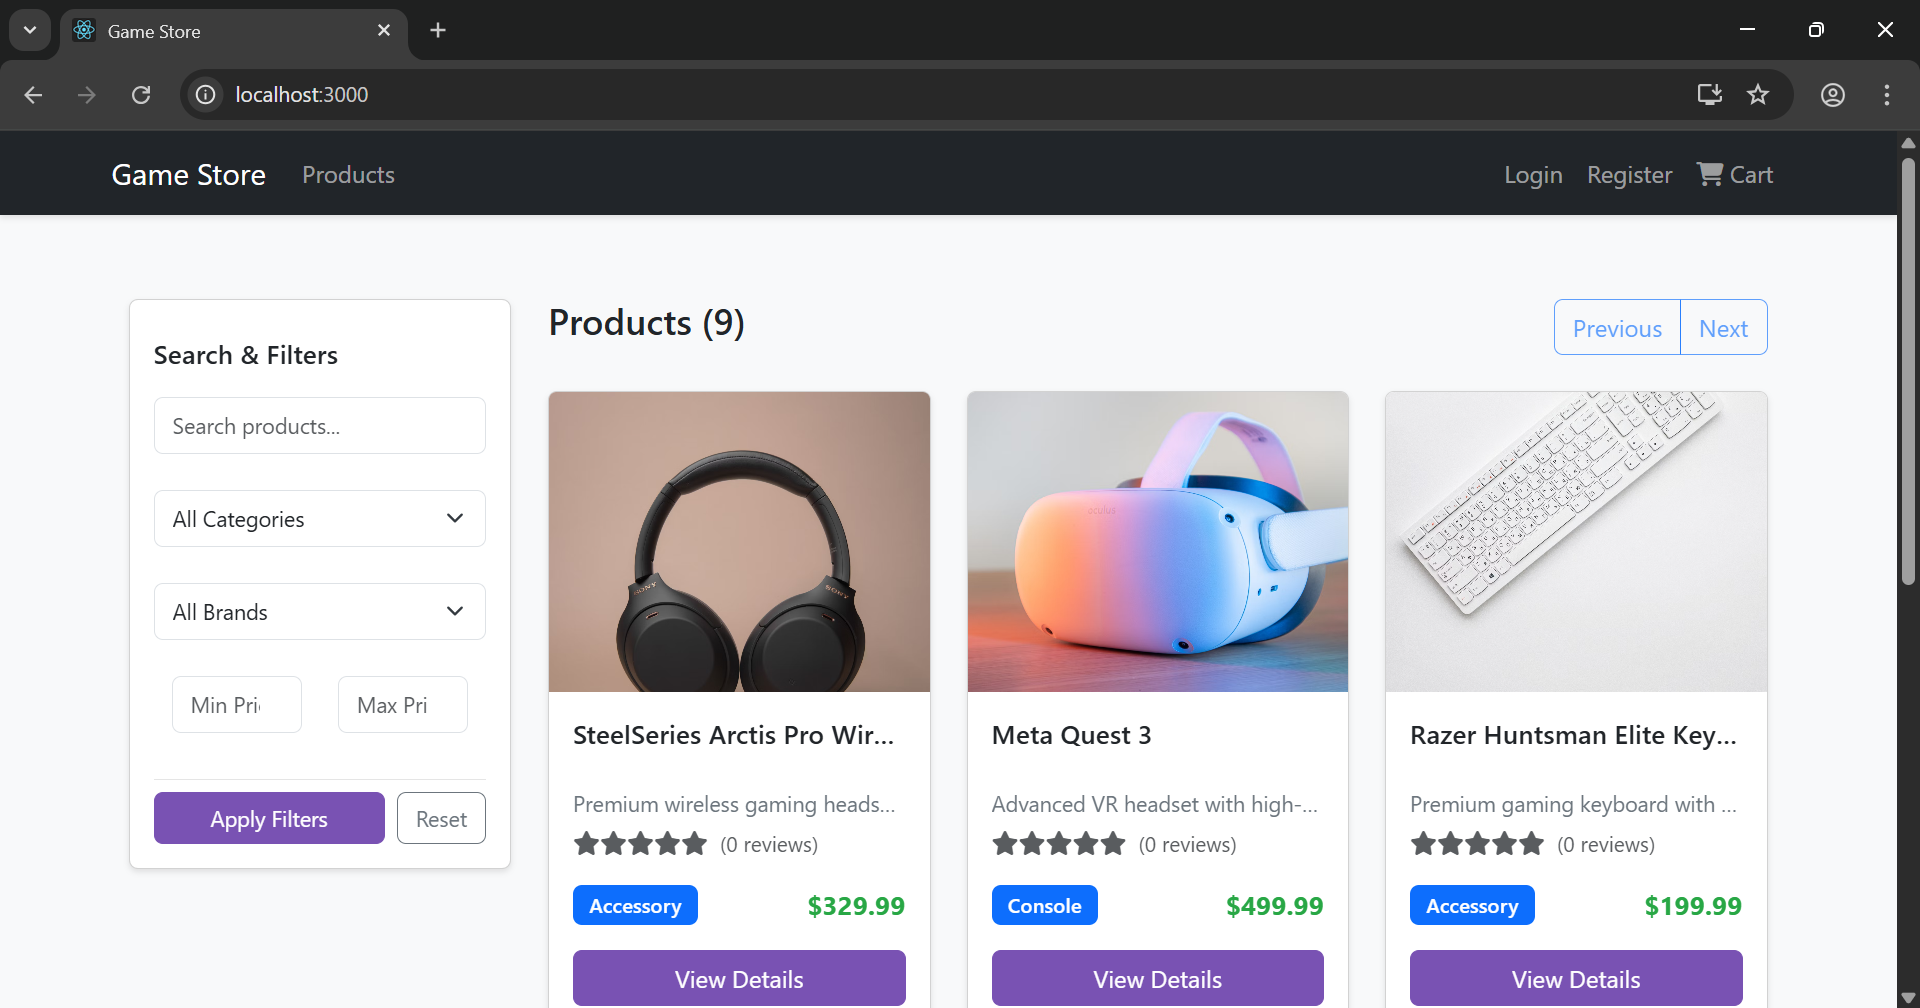 Game Store
localhost:3000
Game Store
Products
Login
Register
Cart
Search & Filters
Search products...
All Categories
All Brands
Min Pri
Max Pri
Apply Filters
Reset
Products (9)
Previous
Next
SONY
SONY
SteelSeries Arctis Pro Wir...
Premium wireless gaming heads...
(0 reviews)
Accessory
$329.99
View Details
oculus
Meta Quest 3
Advanced VR headset with high-...
(0 reviews)
Console
$499.99
View Details
Razer Huntsman Elite Key...
Premium gaming keyboard with ...
(0 reviews)
Accessory
$199.99
View Details